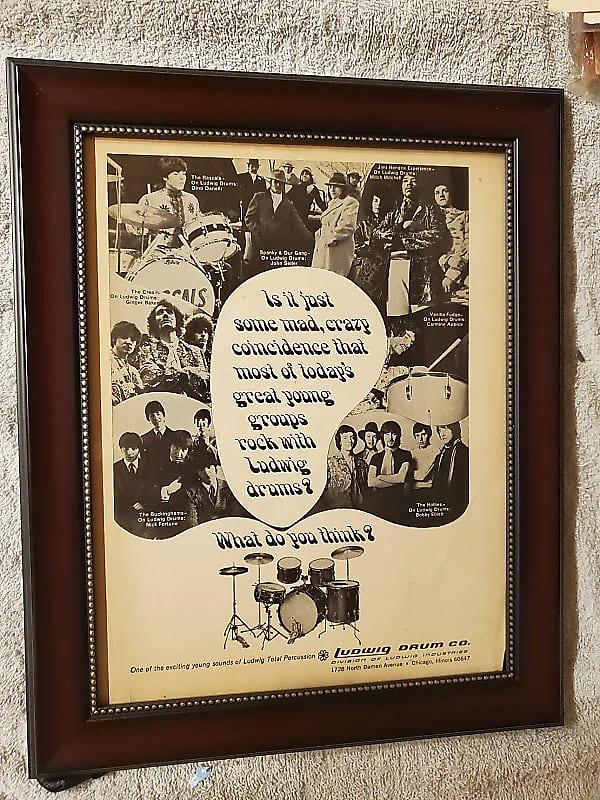 The Rascals–
On Ludwig Drums:
Dino Danelli
Spanky & Our Gang–
On Ludwig Drums:
John Seiter
Jimi Hendrix Experience–
On Ludwig Drums:
Mitch Mitchell
The Cream–
On Ludwig Drums:
Ginger Baker
CALS
Vanilla Fudge–
On Ludwig Drums:
Carmine Appice
Is it just
some mad, crazy
coincidence that
most of today's
great young
groups
rock with
Ludwig
drums?
The Buckinghams–
On Ludwig Drums:
Nick Fortune
The Hollies–
On Ludwig Drums:
Bobby Elliott
What do you think?
One of the exciting young sounds of Ludwig Total Percussion
LUDWIG DRUM CO.
DIVISION OF LUDWIG INDUSTRIES
1728 North Damen Avenue • Chicago, Illinois 60647